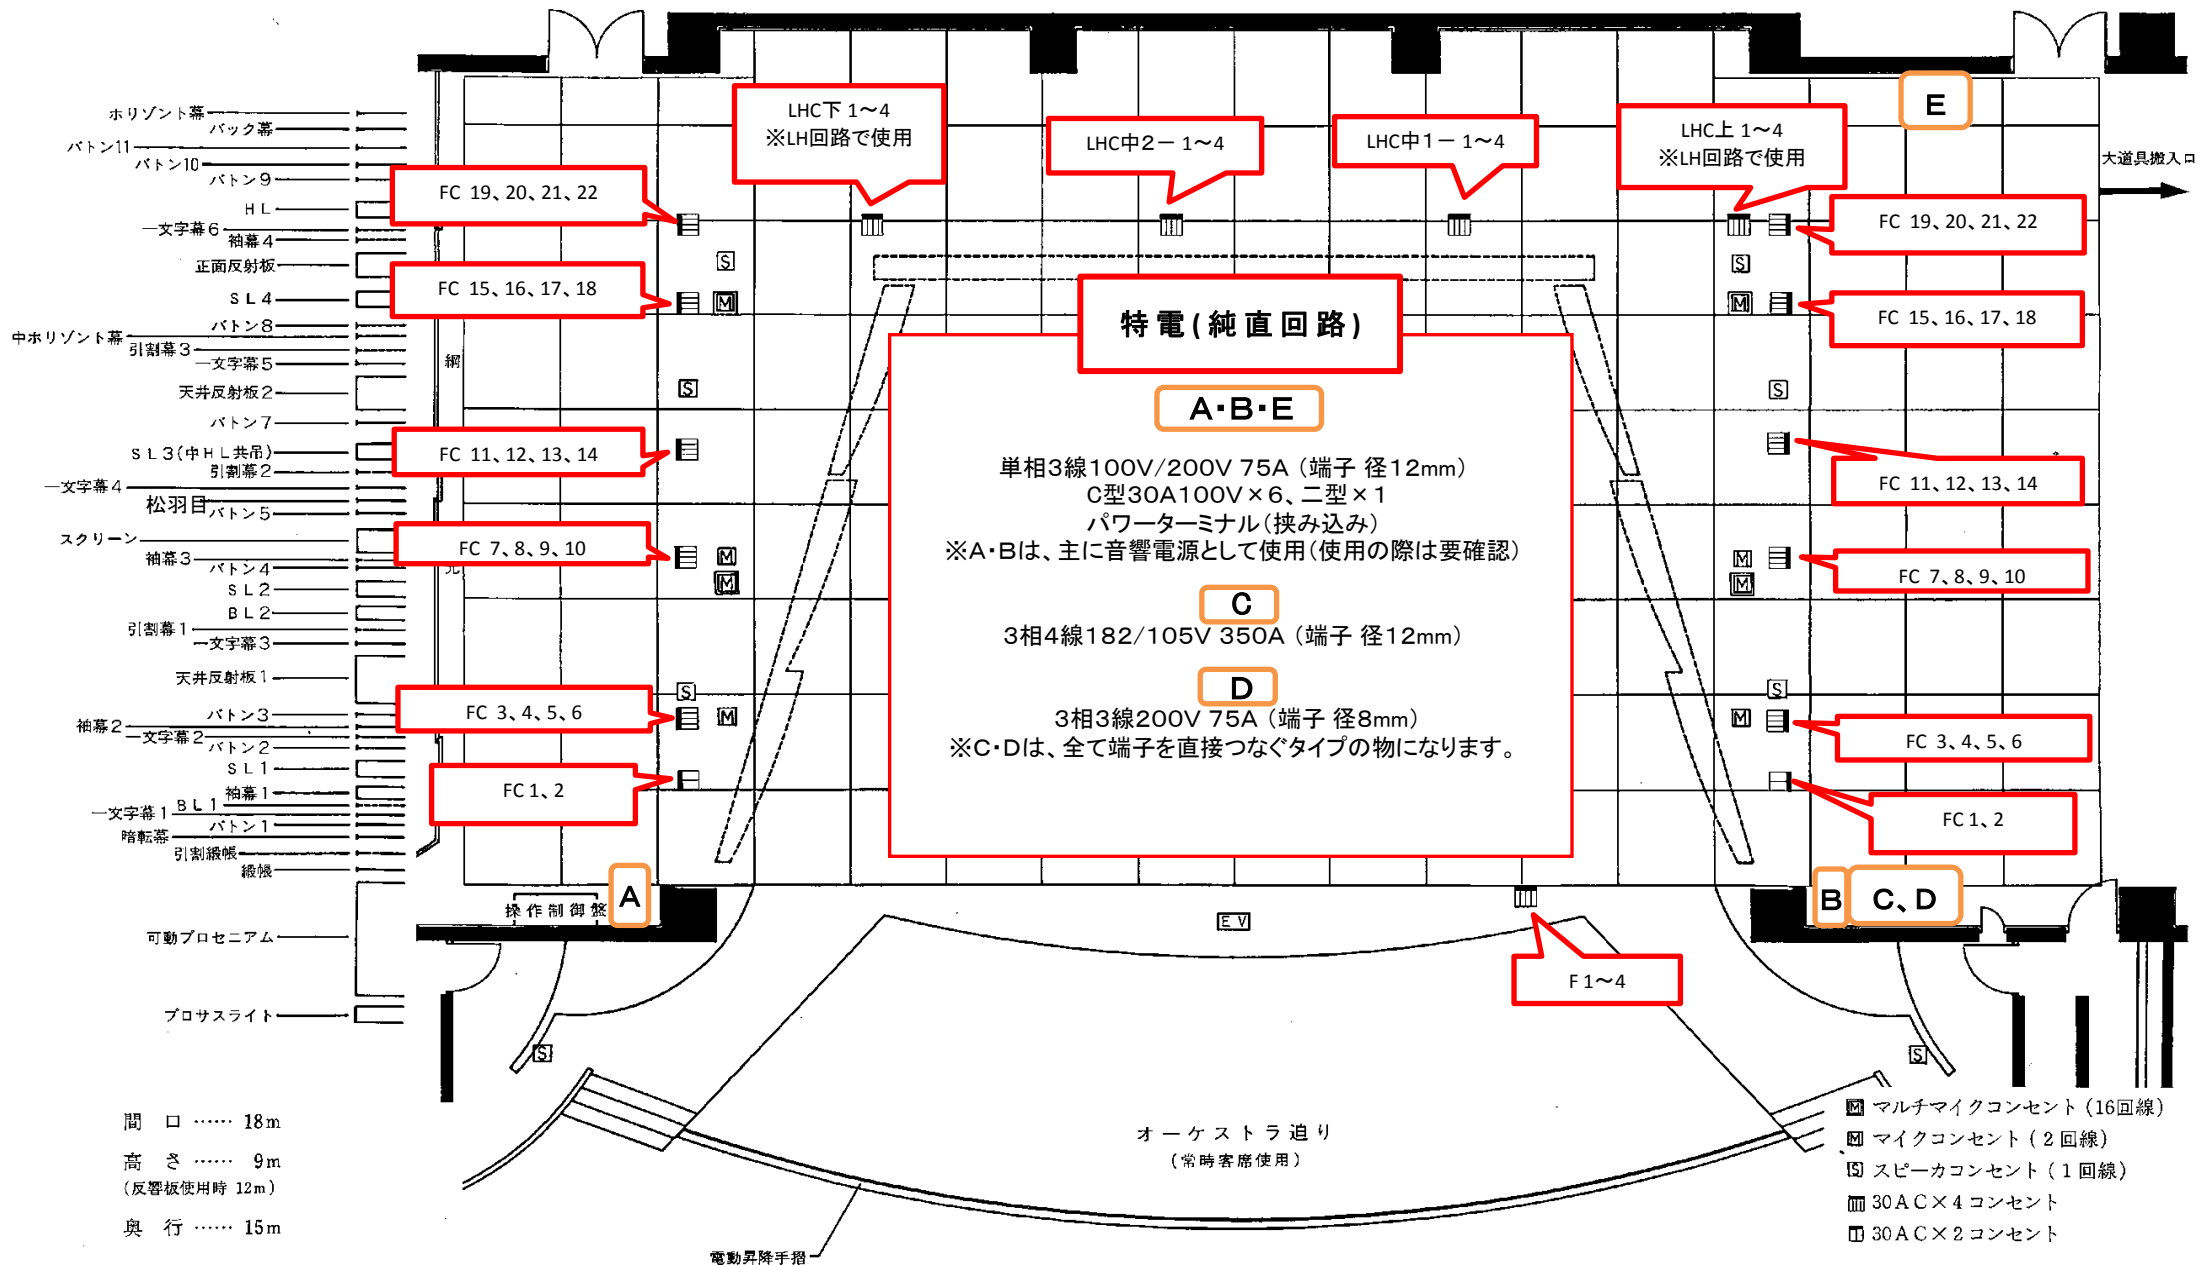 ホリゾント幕
バック幕
バトン11
バトン10
バトン9
HL
一文字幕6
袖幕4
正面反射板
SL4
バトン8
中ホリゾント幕
引割幕3
一文字幕5
天井反射板2
バトン7
SL3(中HL共吊)
引割幕2
一文字幕4
松羽目
バトン5
スクリーン
袖幕3
バトン4
SL2
BL2
引割幕1
一文字幕3
天井反射板1
バトン3
袖幕2
一文字幕2
バトン2
SL1
袖幕1
BL1
一文字幕1
バトン1
暗転幕
引割緞帳
緞帳
可動プロセニアム
プロサスライト
間 口 …… 18m
高 さ …… 9m
(反響板使用時 12m)
奥 行 …… 15m
綱
元
LHC下 1～4
※LH回路で使用
LHC中2－ 1～4
LHC中1－ 1～4
LHC上 1～4
※LH回路で使用
E
大道具搬入口
FC 19、20、21、22
FC 19、20、21、22
S
S
FC 15、16、17、18
M
M
FC 15、16、17、18
S
S
FC 11、12、13、14
FC 11、12、13、14
FC 7、8、9、10
M
M
M
M
FC 7、8、9、10
S
S
FC 3、4、5、6
M
M
FC 3、4、5、6
FC 1、2
FC 1、2
特電(純直回路)
A・B・E
単相3線100V/200V 75A （端子 径12mm）
C型30A100V×6、二型×1
パワーターミナル（挟み込み）
※A・Bは、主に音響電源として使用（使用の際は要確認）
C
3相4線182/105V 350A （端子 径12mm）
D
3相3線200V 75A （端子 径8mm）
※C・Dは、全て端子を直接つなぐタイプの物になります。
操作制御盤
A
B
C、D
EV
F 1～4
S
S
オーケストラ迫り
(常時客席使用)
電動昇降手摺
M マルチマイクコンセント (16回線)
M マイクコンセント (2回線)
S スピーカコンセント (1回線)
30AC×4コンセント
30AC×2コンセント